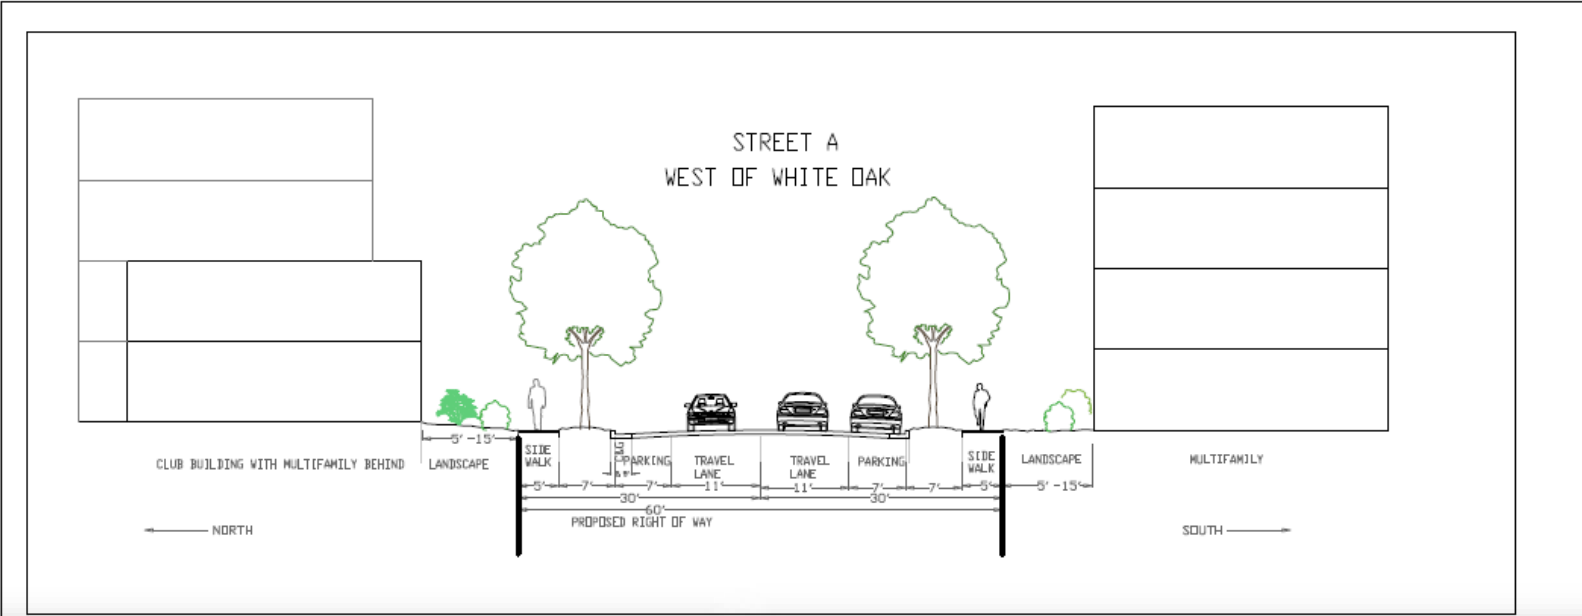 STREET A
WEST OF WHITE OAK
5' -15'
CLUB BUILDING WITH MULTIFAMILY BEHIND
LANDSCAPE
SIDE
WALK
C&G
PARKING
TRAVEL
LANE
TRAVEL
LANE
PARKING
SIDE
WALK
LANDSCAPE
MULTIFAMILY
5'
7'
7'
11'
11'
7'
7'
5'
5' -15'
30'
30'
60'
PROPOSED RIGHT OF WAY
NORTH
SOUTH